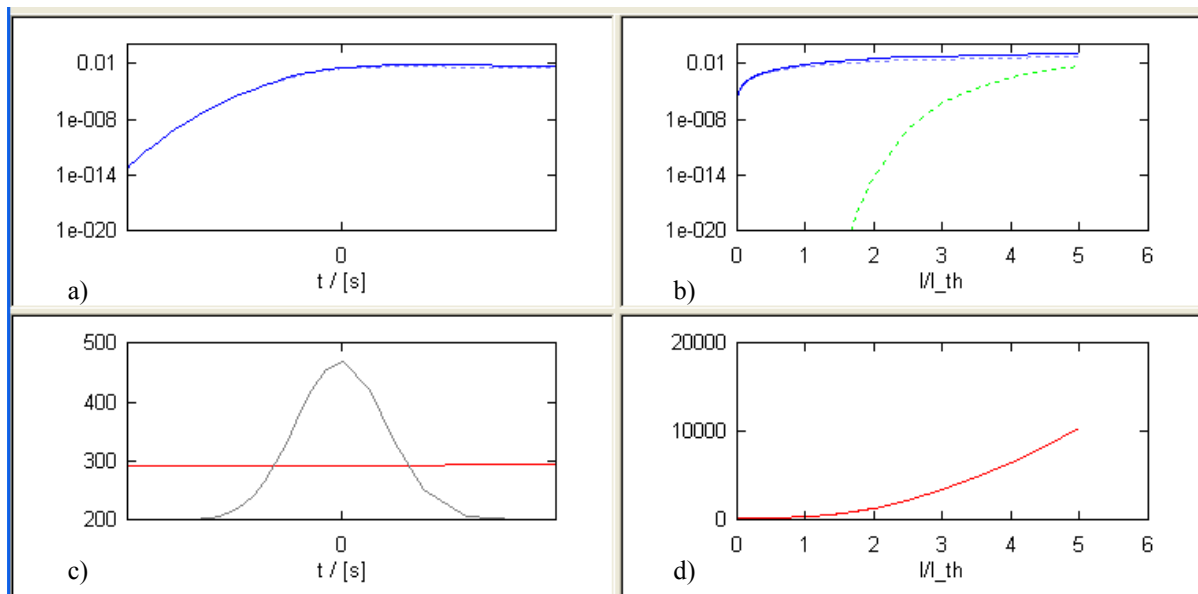 0.01
1e-008
1e-014
1e-020
0
t / [s]
a)
0.01
1e-008
1e-014
1e-020
0 1 2 3 4 5 6
I/I_th
b)
500
400
300
200
0
t / [s]
c)
20000
10000
0
0 1 2 3 4 5 6
I/I_th
d)